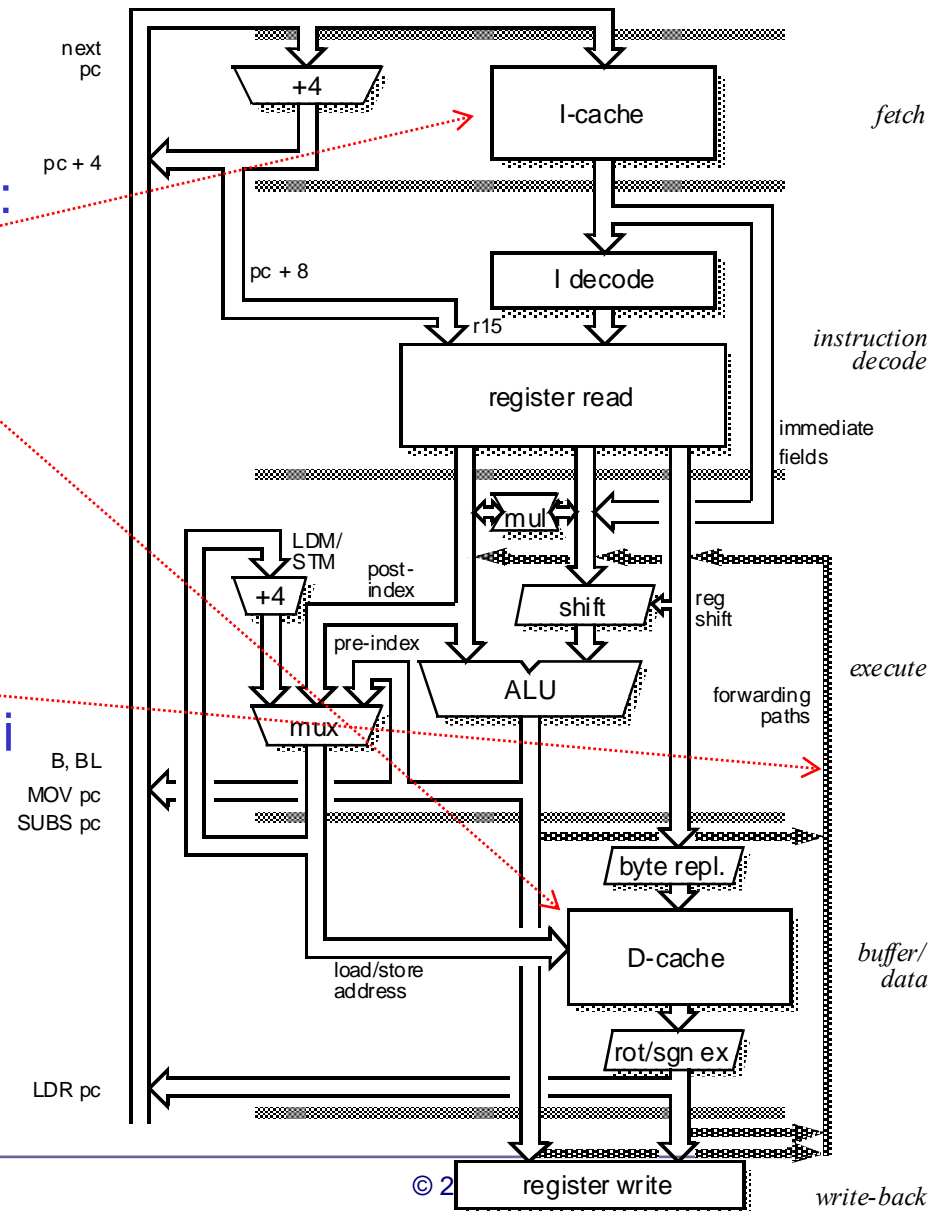 next
pc
+4
I-cache
fetch
pc + 4
:
pc + 8
I decode
r15
instruction
decode
register read
immediate
fields
mul
LDM/
STM
post-
index
+4
shift
reg
shift
pre-index
ALU
execute
forwarding
paths
mux
i
B, BL
MOV pc
SUBS pc
byte repl.
D-cache
buffer/
data
load/store
address
rot/sgn ex
LDR pc
© 2
register write
write-back